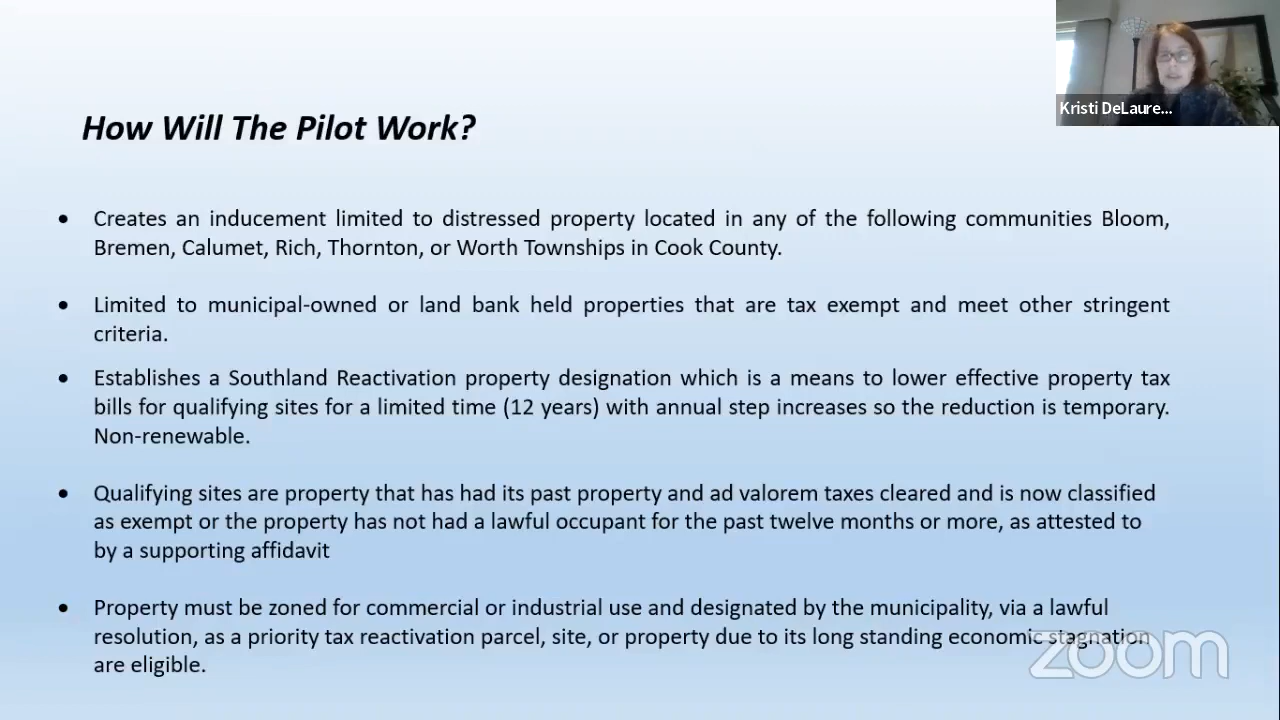 Kristi DeLaure...
How Will The Pilot Work?
• Creates an inducement limited to distressed property located in any of the following communities Bloom,
Bremen, Calumet, Rich, Thornton, or Worth Townships in Cook County.
• Limited to municipal-owned or land bank held properties that are tax exempt and meet other stringent
criteria.
• Establishes a Southland Reactivation property designation which is a means to lower effective property tax
bills for qualifying sites for a limited time (12 years) with annual step increases so the reduction is temporary.
Non-renewable.
• Qualifying sites are property that has had its past property and ad valorem taxes cleared and is now classified
as exempt or the property has not had a lawful occupant for the past twelve months or more, as attested to
by a supporting affidavit
• Property must be zoned for commercial or industrial use and designated by the municipality, via a lawful
resolution, as a priority tax reactivation parcel, site, or property due to its long standing economic stagnation
are eligible.
zoom